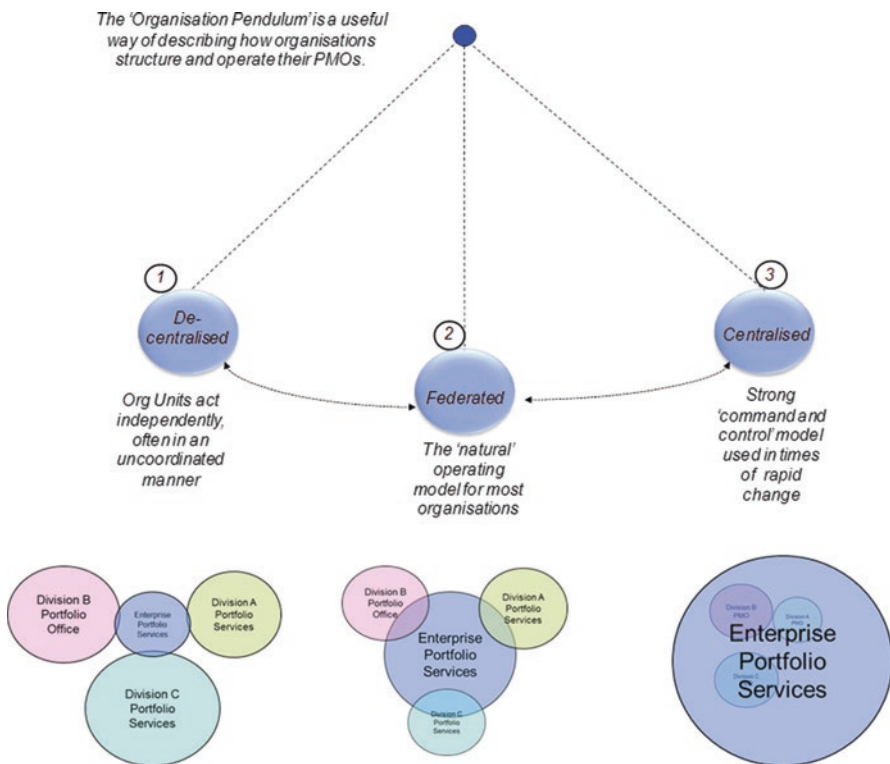 The 'Organisation Pendulum' is a useful
way of describing how organisations
structure and operate their PMOs.
1
De-
centralised
Org Units act
independently,
often in an
uncoordinated
manner
2
Federated
The 'natural'
operating
model for most
organisations
3
Centralised
Strong
'command and
control' model
used in times
of rapid
change
Division B
Portfolio
Office
Enterprise
Portfolio
Services
Division A
Portfolio
Services
Division C
Portfolio
Services
Division B
Portfolio
Office
Division A
Portfolio
Services
Enterprise
Portfolio
Services
Division C
Portfolio
Services
Division B
PMO
Division A
PMO
Enterprise
Portfolio
Services
Division C